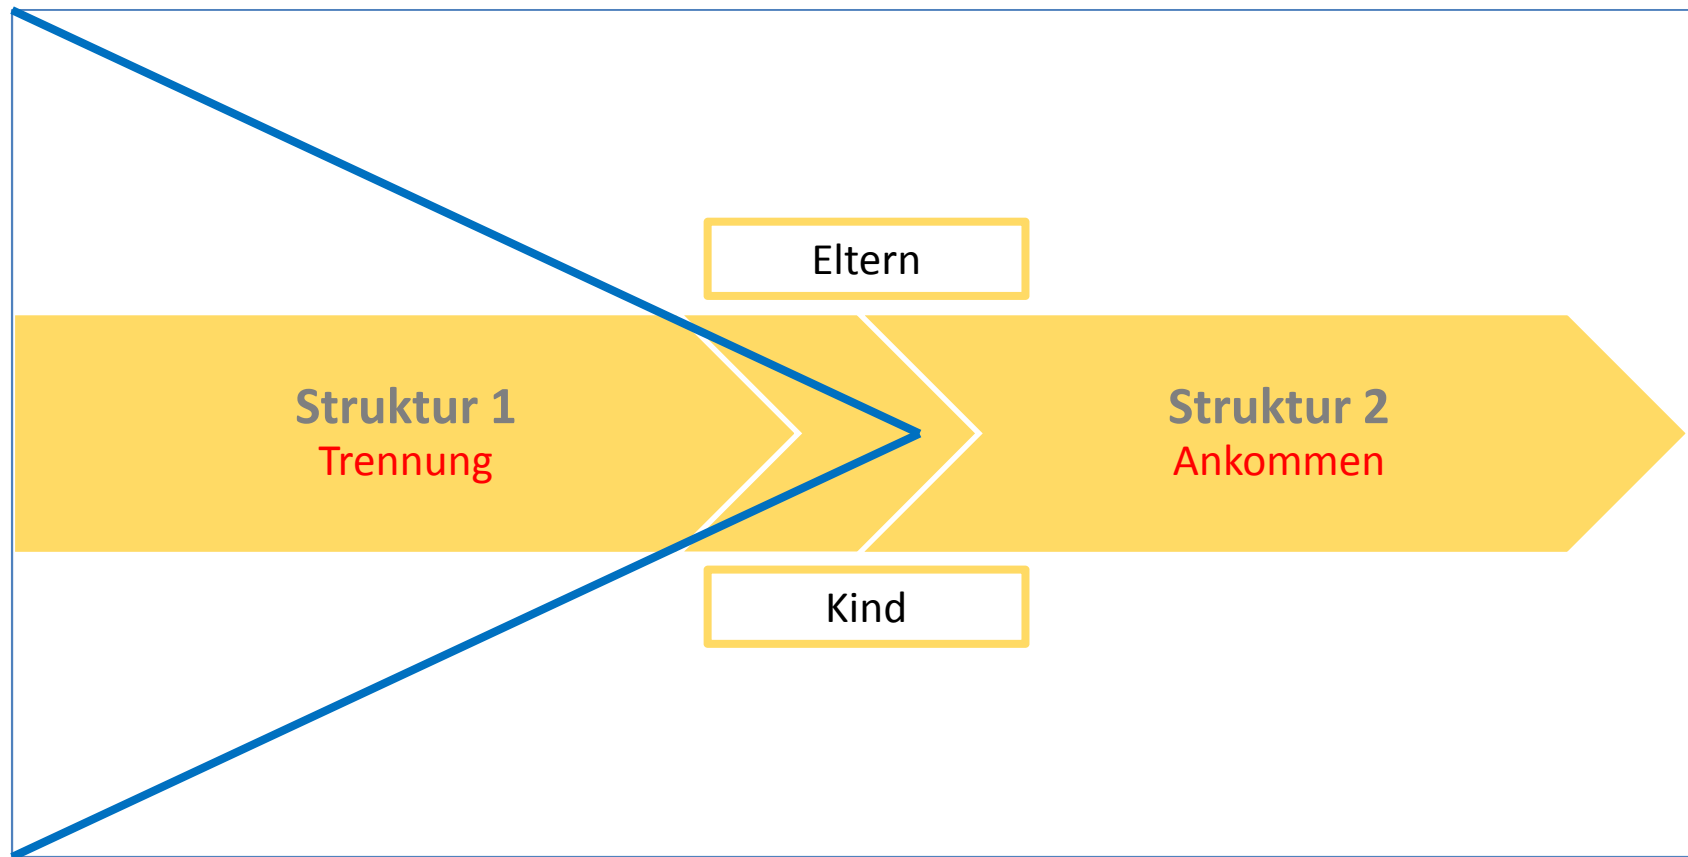 Eltern
Struktur 1
Trennung
Struktur 2
Ankommen
Kind